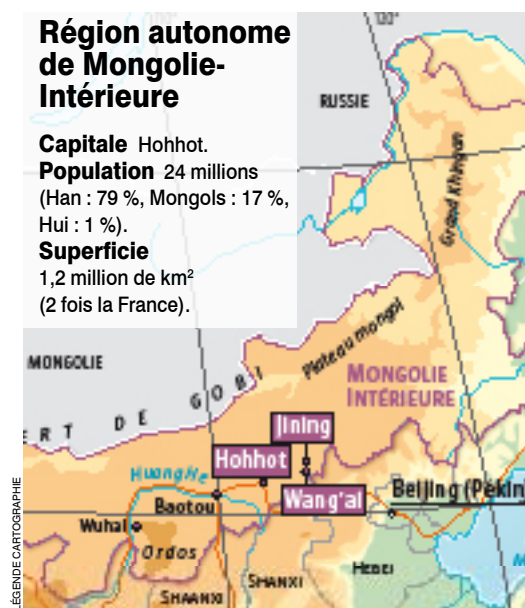 Région autonome
de Mongolie-
Intérieure
Capitale Hohhot.
Population 24 millions
(Han : 79 %, Mongols : 17 %,
Hui : 1 %).
Superficie
1,2 million de km²
(2 fois la France).
120°
RUSSIE
Grand Khingan
Plateau mongol
MONGOLIE
MONGOLIE
INTÉRIEURE
ERT DE GOBI
Jining
Hohhot
HuangHe
Wang'ai
Beijing (Pékin)
Baotou
Wuhai
Ordos
HEBEI
SHANXI
SHAANXI
LÉGENDE CARTOGRAPHIE